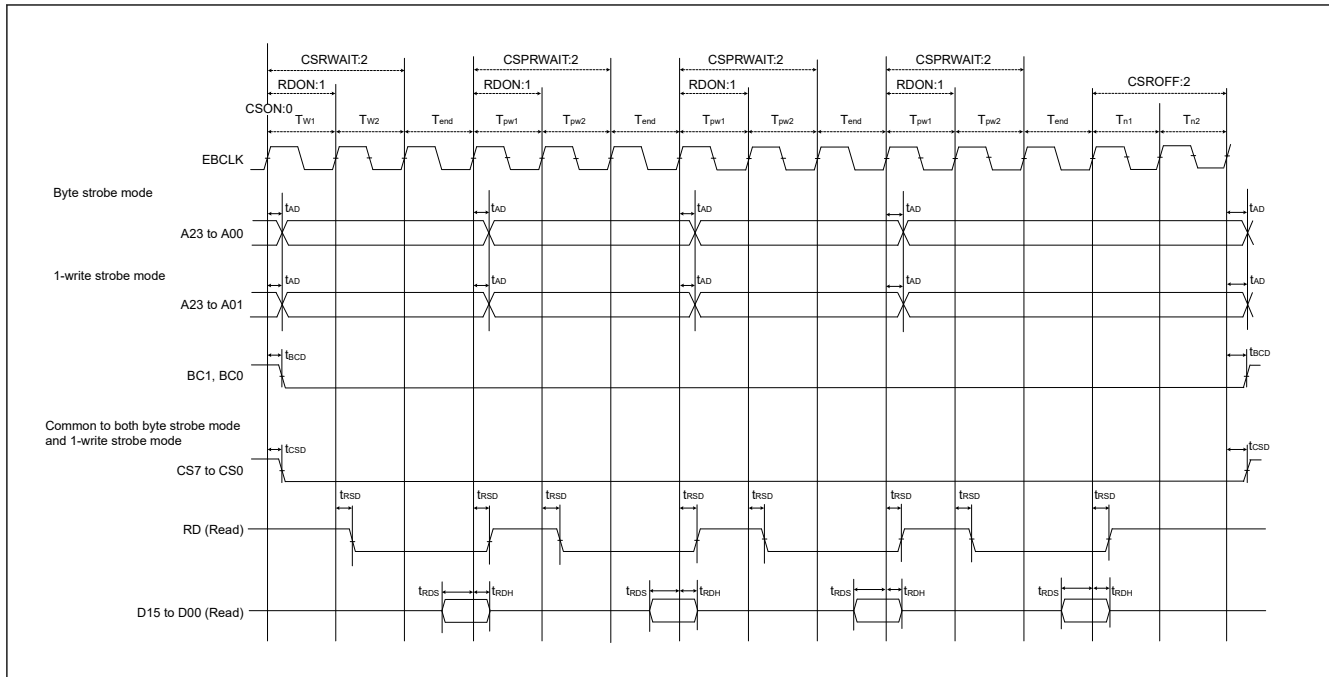 CSRWAIT:2 CSPRWAIT:2 CSPRWAIT:2 CSPRWAIT:2
RDON:1 RDON:1 RDON:1 RDON:1 CSROFF:2
CSON:0
TW1 TW2 Tend Tpw1 Tpw2 Tend Tpw1 Tpw2 Tend Tpw1 Tpw2 Tend Tn1 Tn2
EBCLK
Byte strobe mode
tAD tAD tAD tAD tAD
A23 to A00
1-write strobe mode
tAD tAD tAD tAD tAD
A23 to A01
tBCD tBCD
BC1, BC0
Common to both byte strobe mode
and 1-write strobe mode
tCSD tCSD
CS7 to CS0
tRSD tRSD tRSD tRSD tRSD tRSD tRSD tRSD
RD (Read)
tRDS tRDH tRDS tRDH tRDS tRDH tRDS tRDH
D15 to D00 (Read)